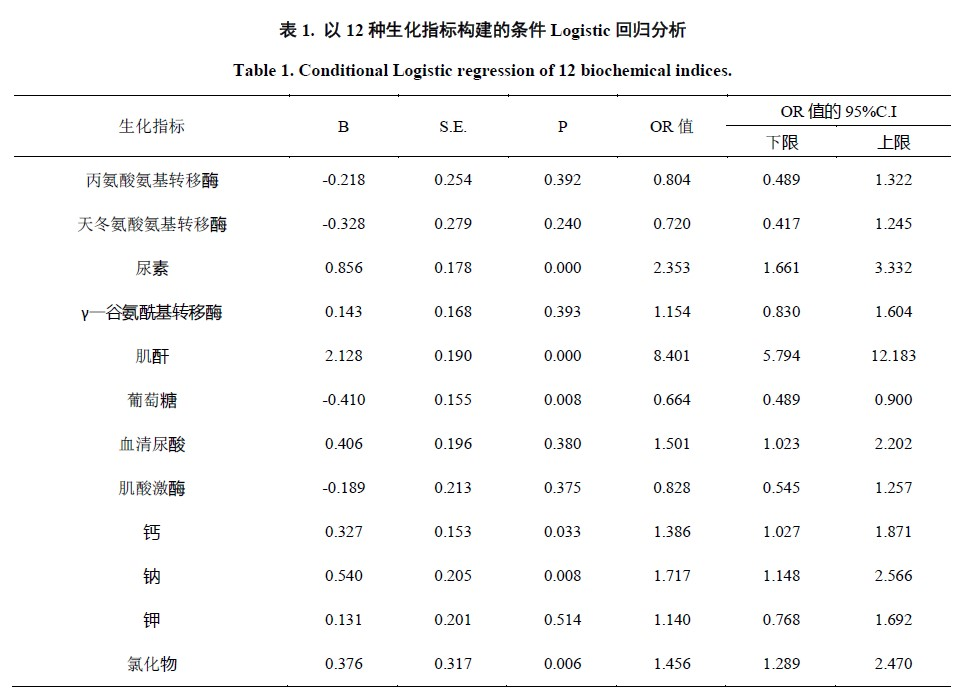 表 1. 以 12 种生化指标构建的条件 Logistic 回归分析
Table 1. Conditional Logistic regression of 12 biochemical indices.
生化指标 B S.E. P OR 值 OR 值的 95%C.I
下限 上限
丙氨酸氨基转移酶 -0.218 0.254 0.392 0.804 0.489 1.322
天冬氨酸氨基转移酶 -0.328 0.279 0.240 0.720 0.417 1.245
尿素 0.856 0.178 0.000 2.353 1.661 3.332
γ—谷氨酰基转移酶 0.143 0.168 0.393 1.154 0.830 1.604
肌酐 2.128 0.190 0.000 8.401 5.794 12.183
葡萄糖 -0.410 0.155 0.008 0.664 0.489 0.900
血清尿酸 0.406 0.196 0.380 1.501 1.023 2.202
肌酸激酶 -0.189 0.213 0.375 0.828 0.545 1.257
钙 0.327 0.153 0.033 1.386 1.027 1.871
钠 0.540 0.205 0.008 1.717 1.148 2.566
钾 0.131 0.201 0.514 1.140 0.768 1.692
氯化物 0.376 0.317 0.006 1.456 1.289 2.470